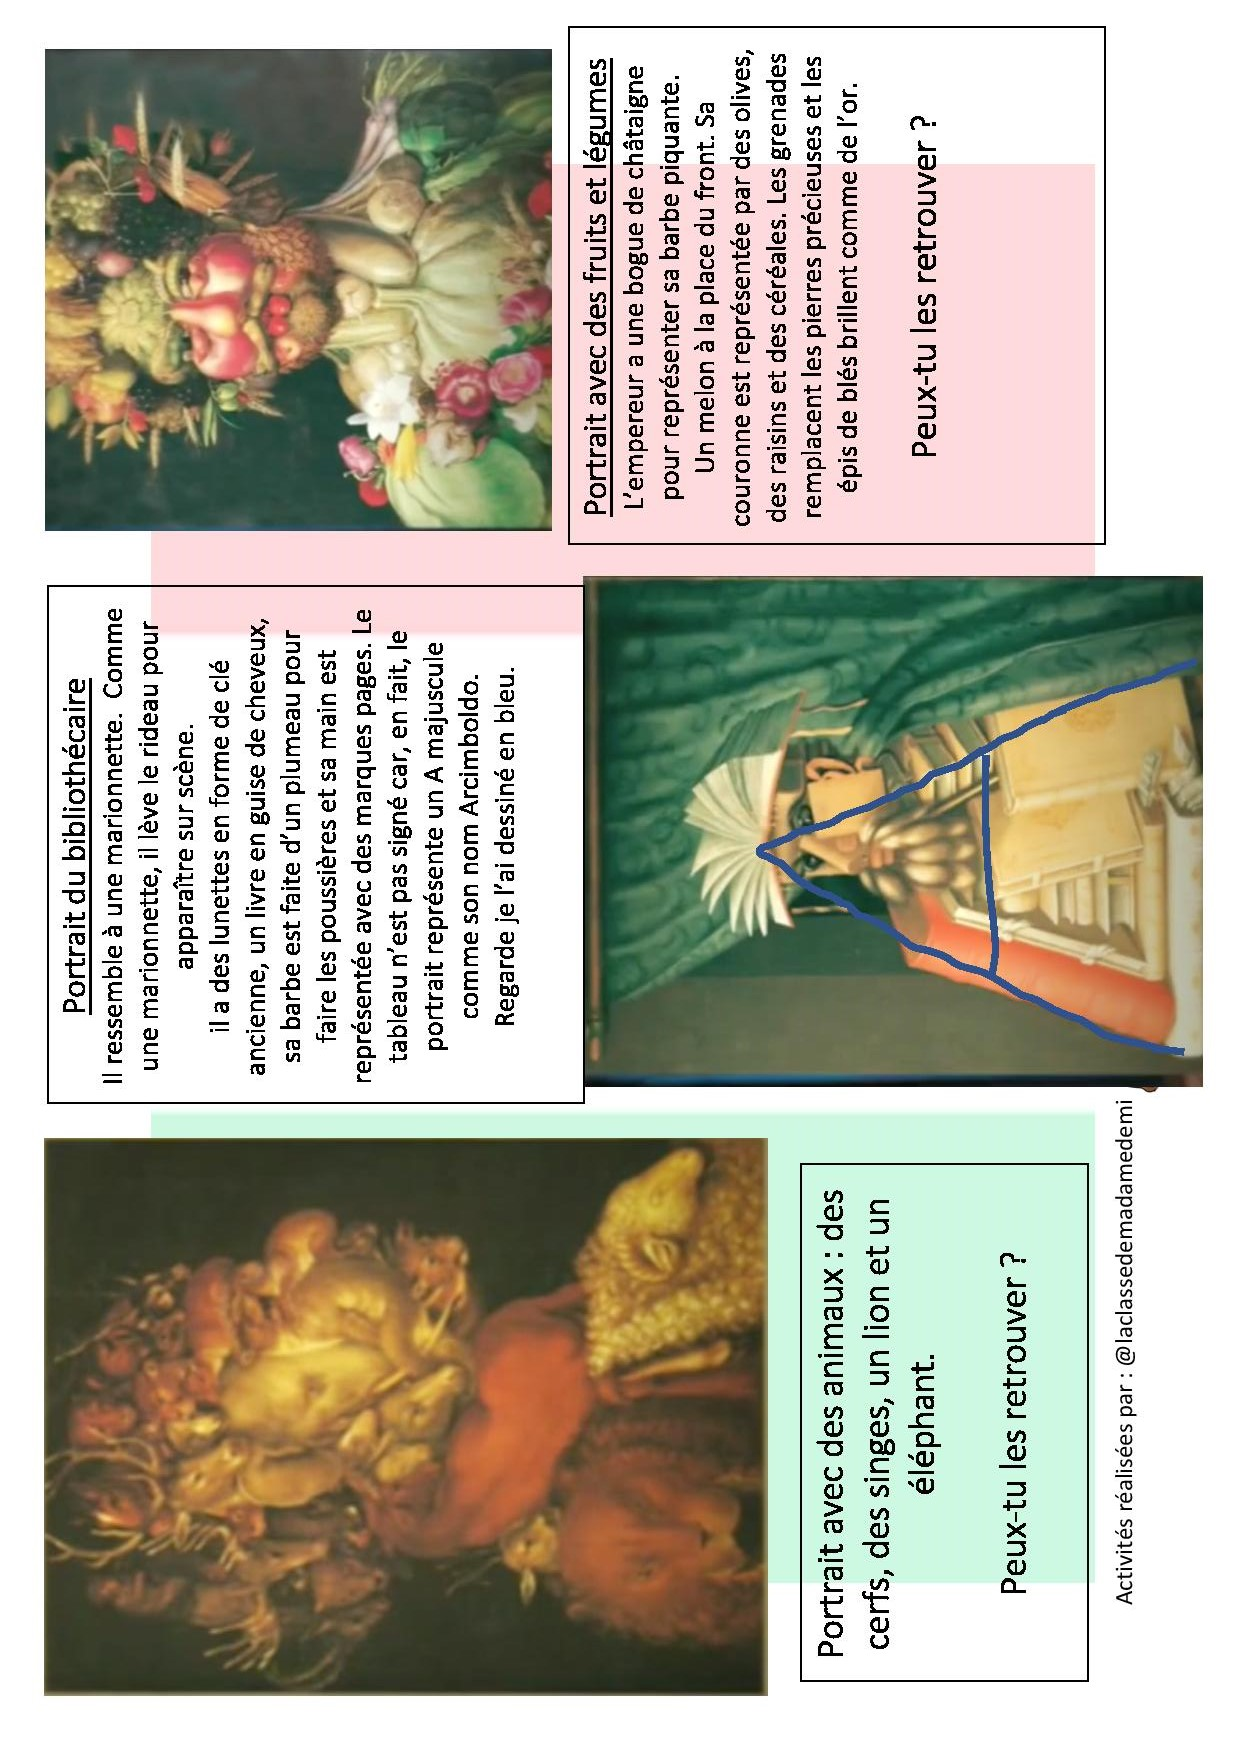 Portrait avec des animaux : des
cerfs, des singes, un lion et un
éléphant.
Peux-tu les retrouver ?
Portrait du bibliothécaire
Il ressemble à une marionnette.  Comme
une marionnette, il lève le rideau pour
apparaître sur scène.
il a des lunettes en forme de clé
ancienne, un livre en guise de cheveux,
sa barbe est faite d’un plumeau pour
faire les poussières et sa main est
représentée avec des marques pages. Le
tableau n’est pas signé car, en fait, le
portrait représente un A majuscule
comme son nom Arcimboldo.
Regarde je l’ai dessiné en bleu.
Portrait avec des fruits et légumes
L’empereur a une bogue de châtaigne
pour représenter sa barbe piquante.
Un melon à la place du front. Sa
couronne est représentée par des olives,
des raisins et des céréales. Les grenades
remplacent les pierres précieuses et les
épis de blés brillent comme de l’or.
Peux-tu les retrouver ?
Activités réalisées par : @laclassedemadamedemi